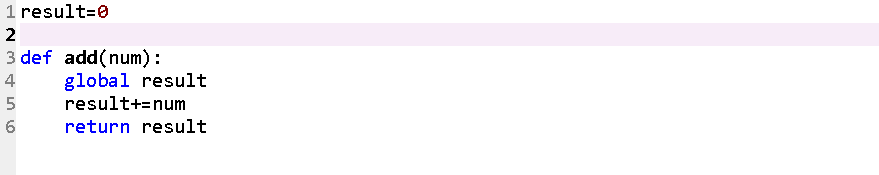 1 result=0
2
3 def add(num):
4     global result
5     result+=num
6     return result